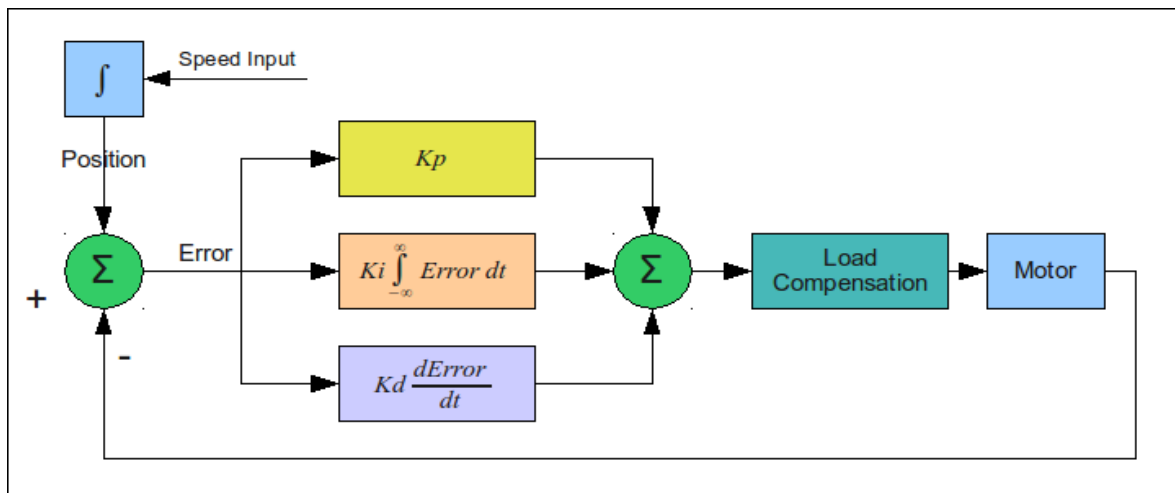 ∫
Speed Input
Position
Kp
Σ
Error
+
-
Ki ∫_{-∞}^{∞} Error dt
Kd dError/dt
Σ
Load
Compensation
Motor